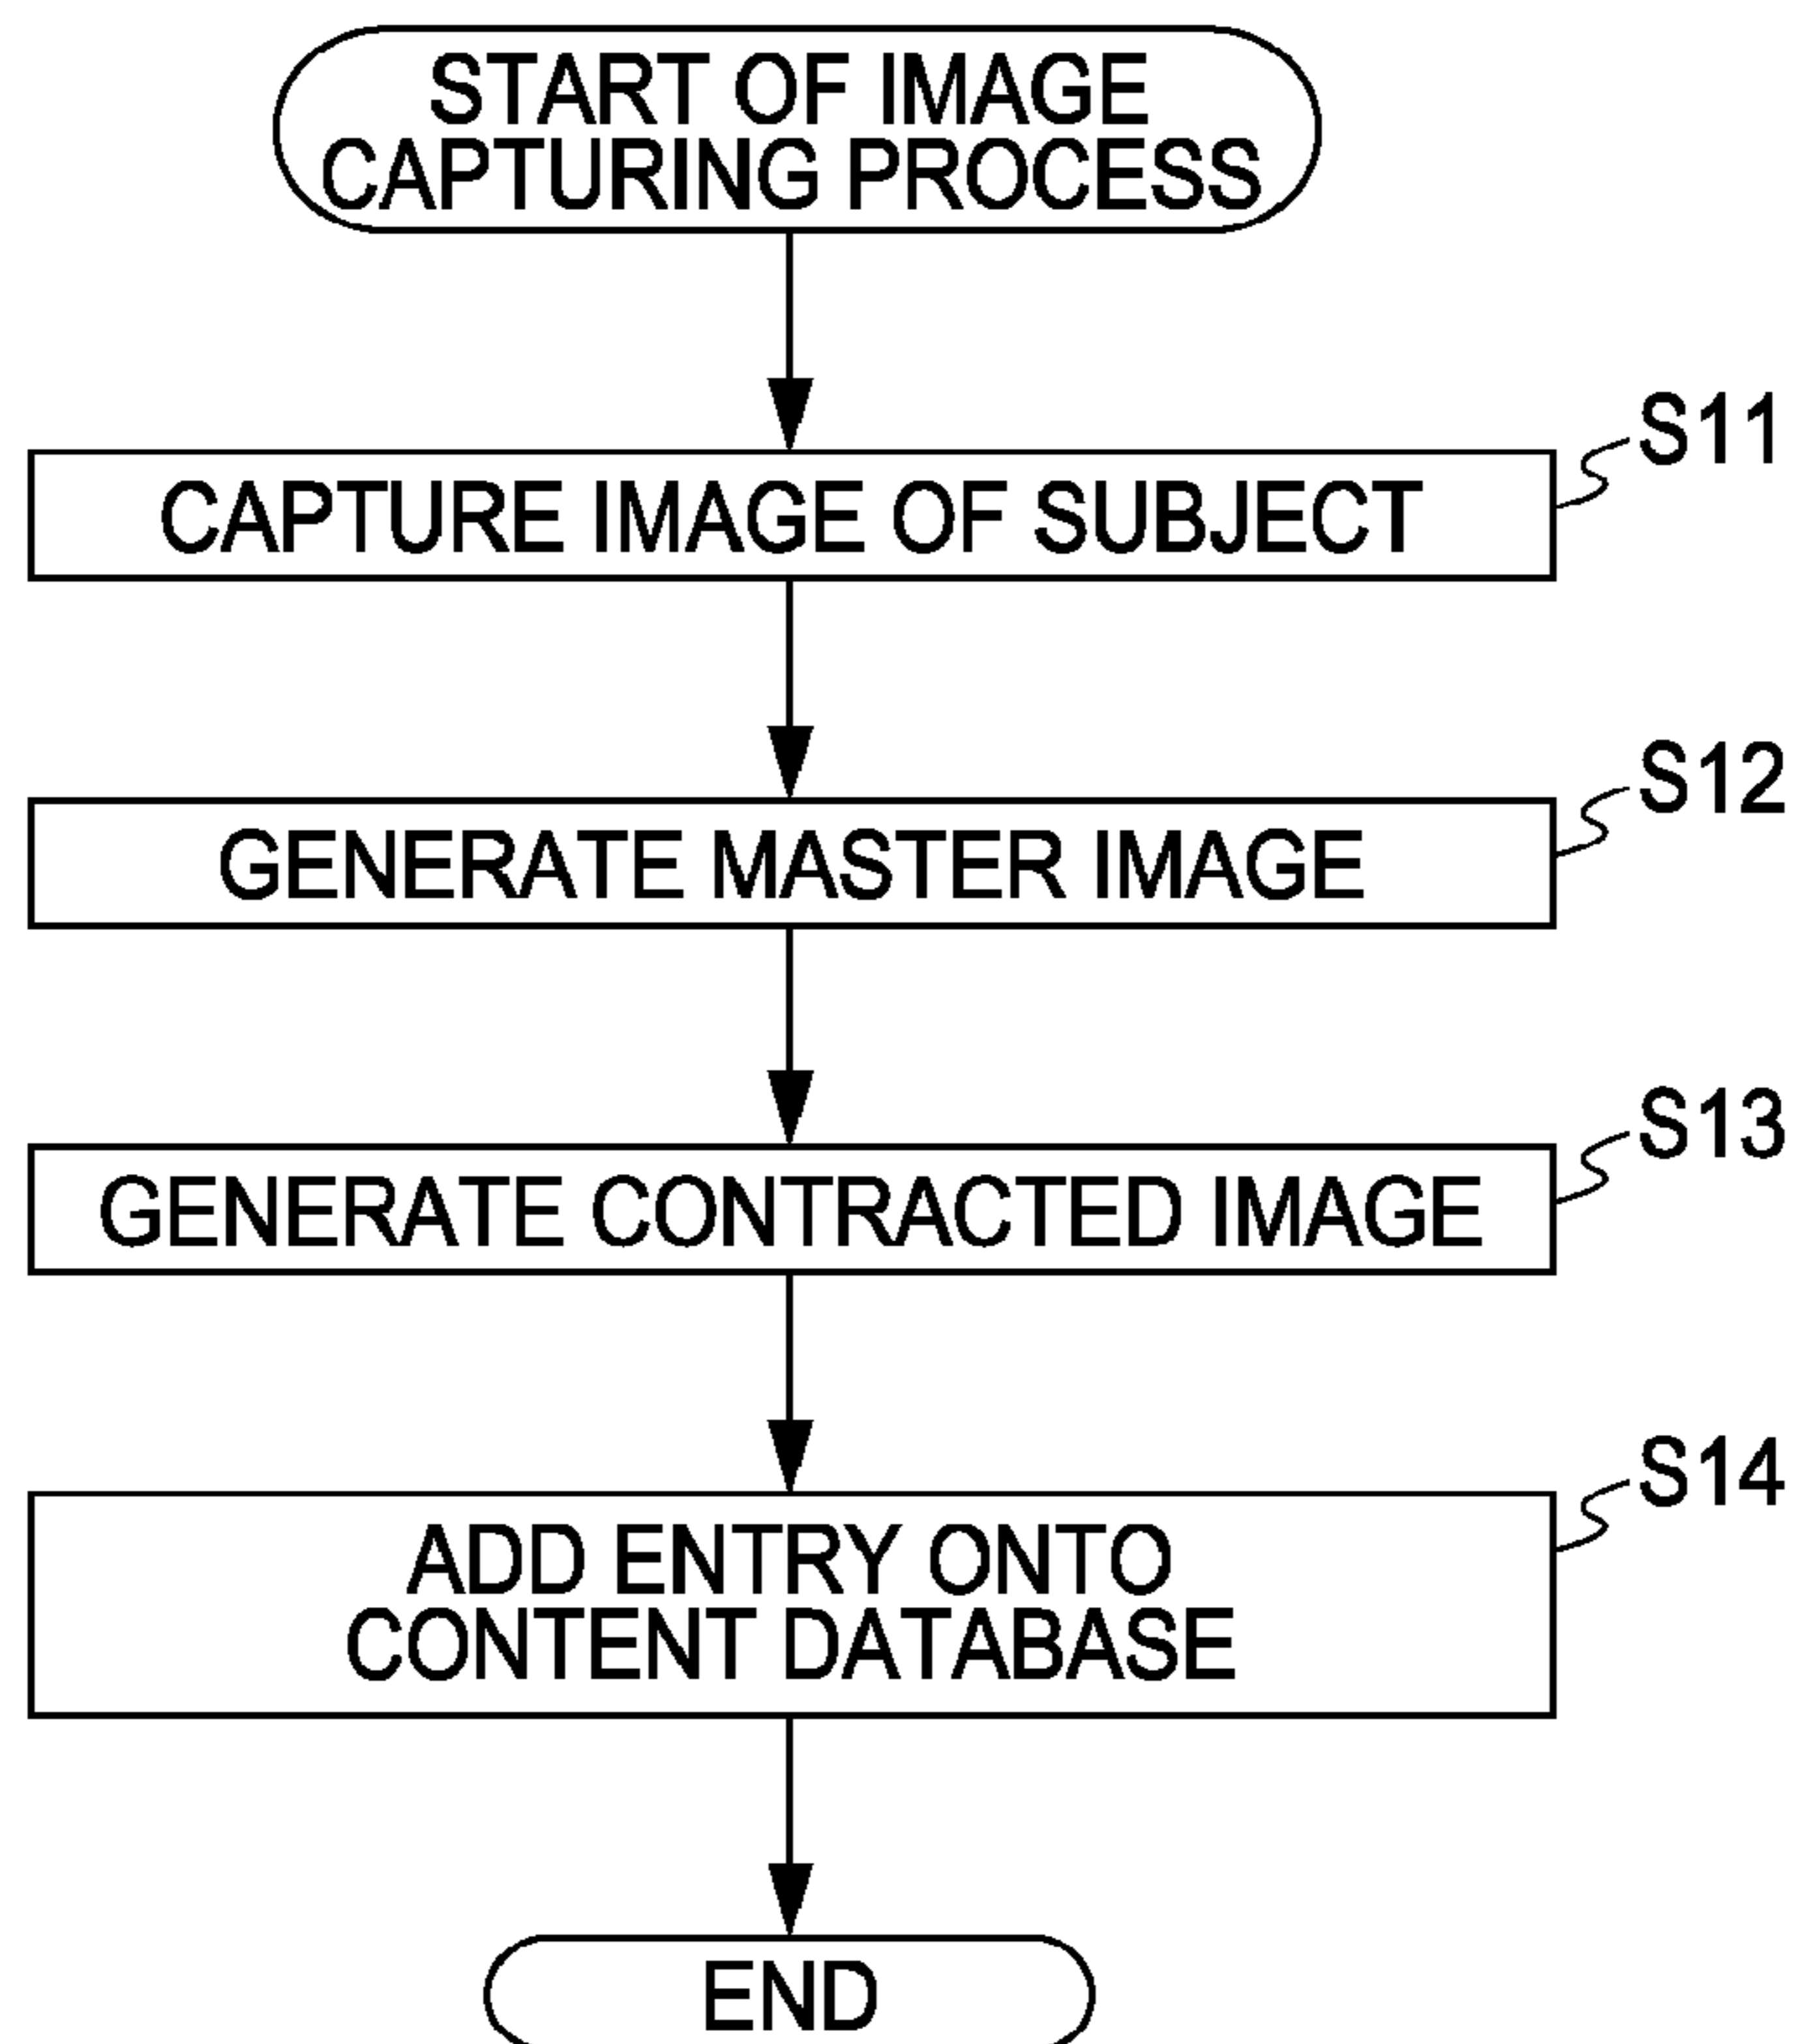 START OF IMAGE
CAPTURING PROCESS
S11
CAPTURE IMAGE OF SUBJECT
S12
GENERATE MASTER IMAGE
S13
GENERATE CONTRACTED IMAGE
S14
ADD ENTRY ONTO
CONTENT DATABASE
END